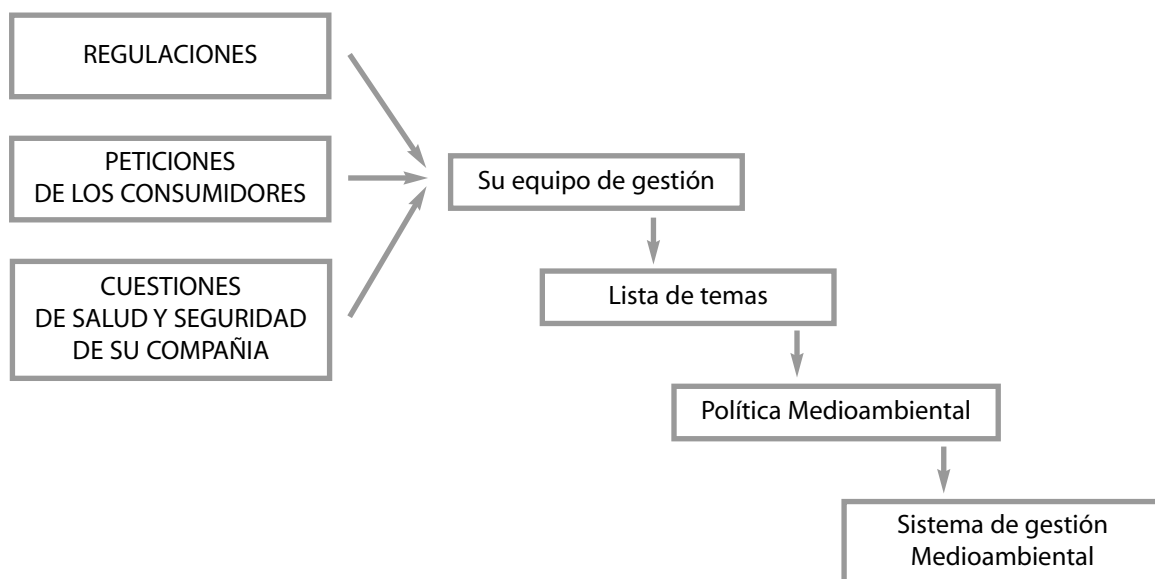 REGULACIONES
PETICIONES
DE LOS CONSUMIDORES
CUESTIONES
DE SALUD Y SEGURIDAD
DE SU COMPAÑIA
Su equipo de gestión
Lista de temas
Política Medioambiental
Sistema de gestión
Medioambiental